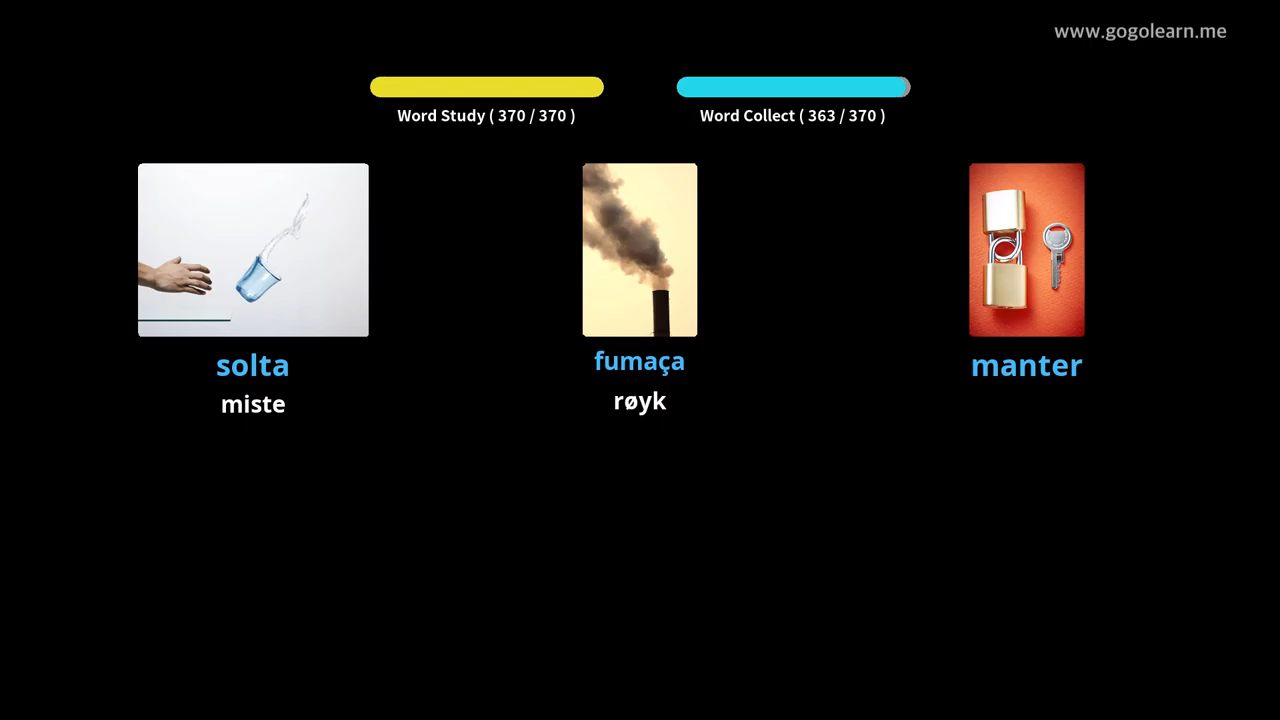 www.gogolearn.me
Word Study ( 370 / 370 )
Word Collect ( 363 / 370 )
solta
miste
fumaça
røyk
manter